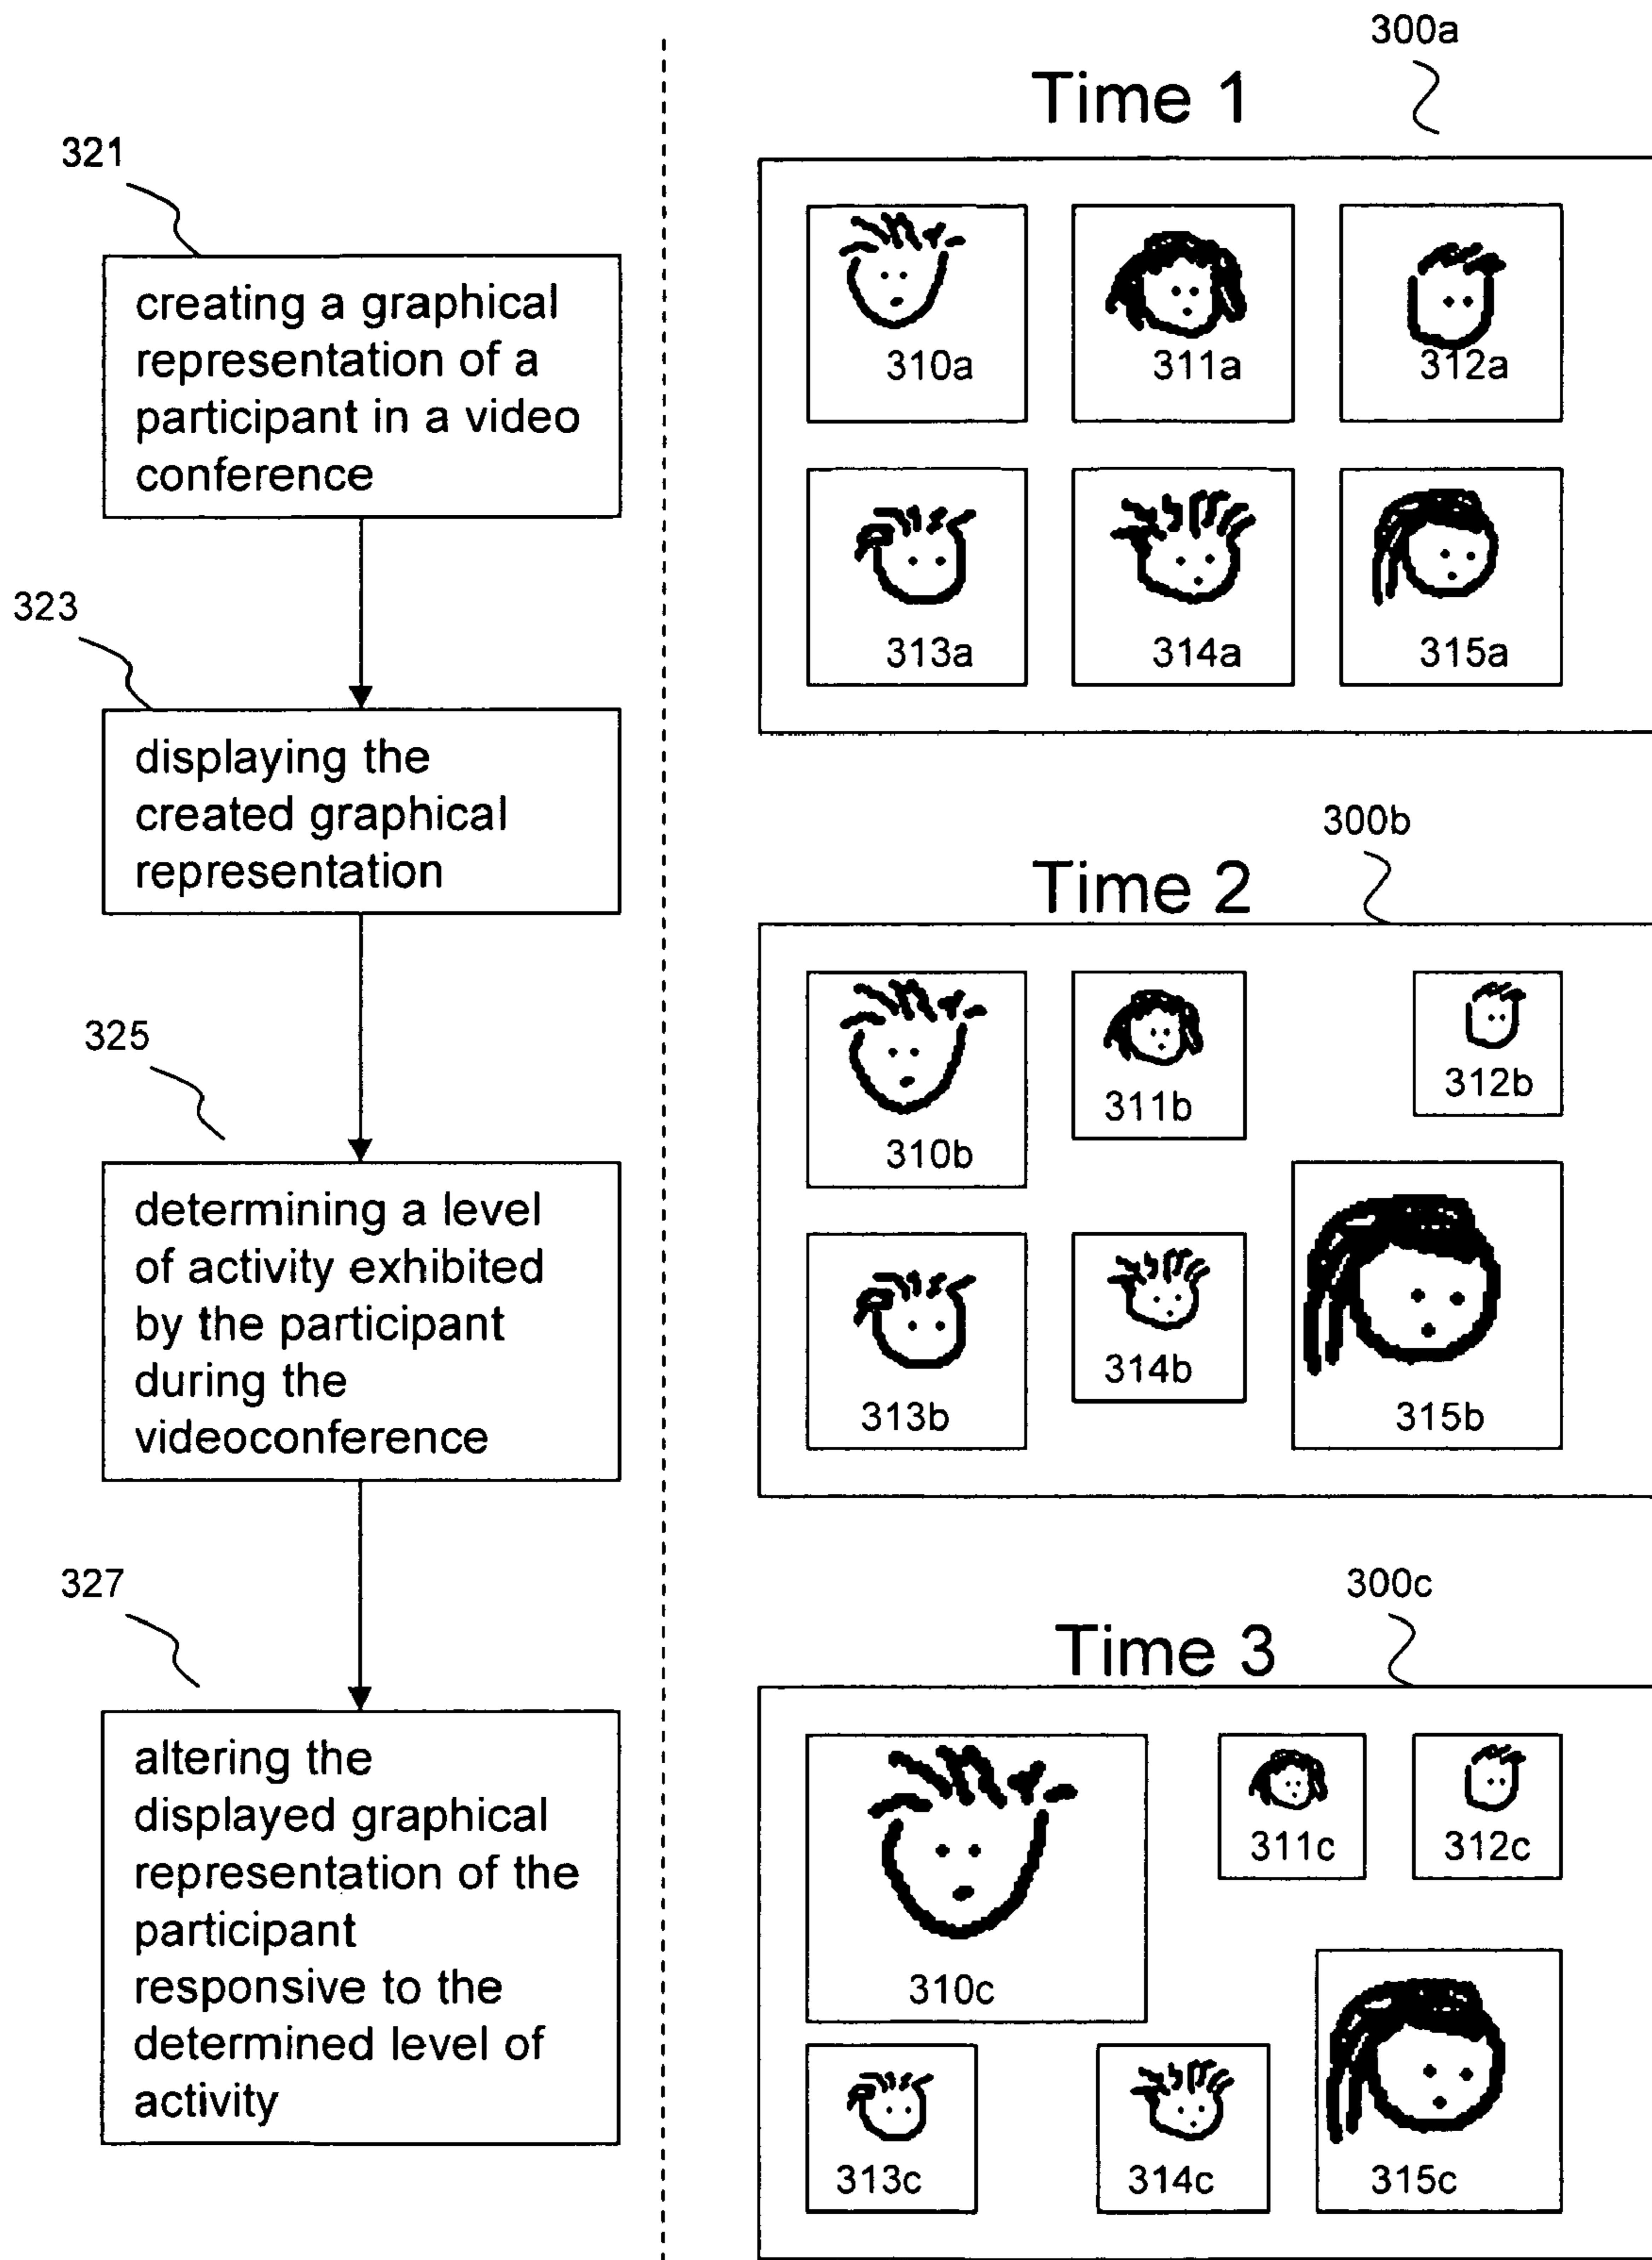 321
creating a graphical
representation of a
participant in a video
conference
323
displaying the
created graphical
representation
325
determining a level
of activity exhibited
by the participant
during the
videoconference
327
altering the
displayed graphical
representation of the
participant
responsive to the
determined level of
activity
300a
Time 1
310a 311a 312a
313a 314a 315a
300b
Time 2
310b 311b 312b
313b 314b 315b
300c
Time 3
310c 311c 312c
313c 314c 315c